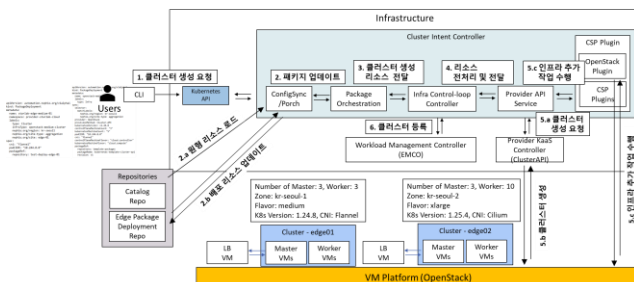 Infrastructure
Cluster Intent Controller
CSP Plugin
OpenStack
Plugin
CSP
Plugins
Users
1. 클러스터 생성 요청
CLI
Kubernetes
API
2. 패키지 업데이트
ConfigSync
/Porch
3. 클러스터 생성
리소스 전달
Package
Orchestration
4. 리소스
전처리 및 전달
Infra Control-loop
Controller
5.c 인프라 추가
작업 수행
Provider API
Service
6. 클러스터 등록
Workload Management Controller
(EMCO)
5.a 클러스터
생성 요청
Provider KaaS
Controller
(ClusterAPI)
2.a 원형 리소스 로드
2.b 배포 리소스 업데이트
Repositories
Catalog
Repo
Edge Package
Deployment
Repo
Number of Master: 3, Worker: 3
Zone: kr-seoul-1
Flavor: medium
K8s Version: 1.24.8, CNI: Flannel
Number of Master: 3, Worker: 10
Zone: kr-seoul-2
Flavor: xlarge
K8s Version: 1.25.4, CNI: Cilium
5.b 클러스터 생성
5.c 인프라 추가 작업 수행
LB
VM
Cluster - edge01
Master
VMs
Worker
VMs
LB
VM
Cluster - edge02
Master
VMs
Worker
VMs
VM Platform (OpenStack)